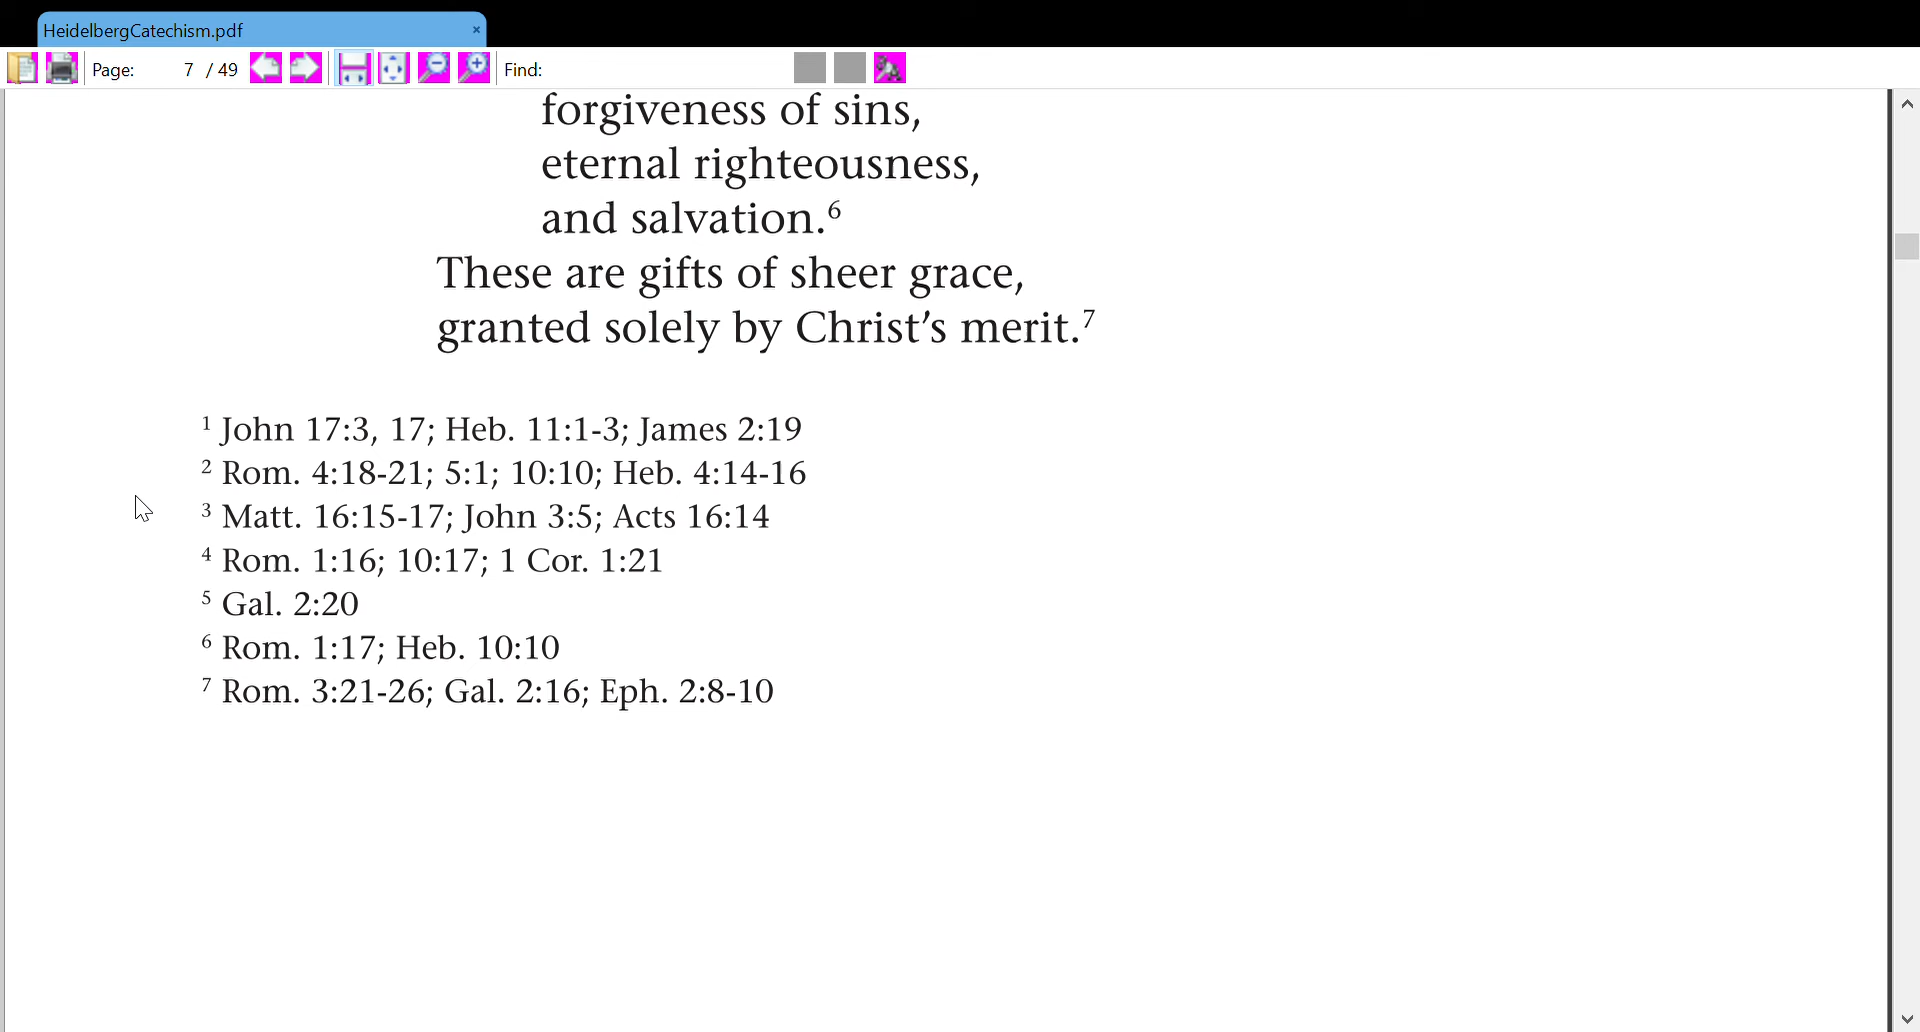 HeidelbergCatechism.pdf ×
Page: 7 / 49 Find:
forgiveness of sins,
eternal righteousness,
and salvation.⁶
These are gifts of sheer grace,
granted solely by Christ’s merit.⁷
¹ John 17:3, 17; Heb. 11:1-3; James 2:19
² Rom. 4:18-21; 5:1; 10:10; Heb. 4:14-16
³ Matt. 16:15-17; John 3:5; Acts 16:14
⁴ Rom. 1:16; 10:17; 1 Cor. 1:21
⁵ Gal. 2:20
⁶ Rom. 1:17; Heb. 10:10
⁷ Rom. 3:21-26; Gal. 2:16; Eph. 2:8-10